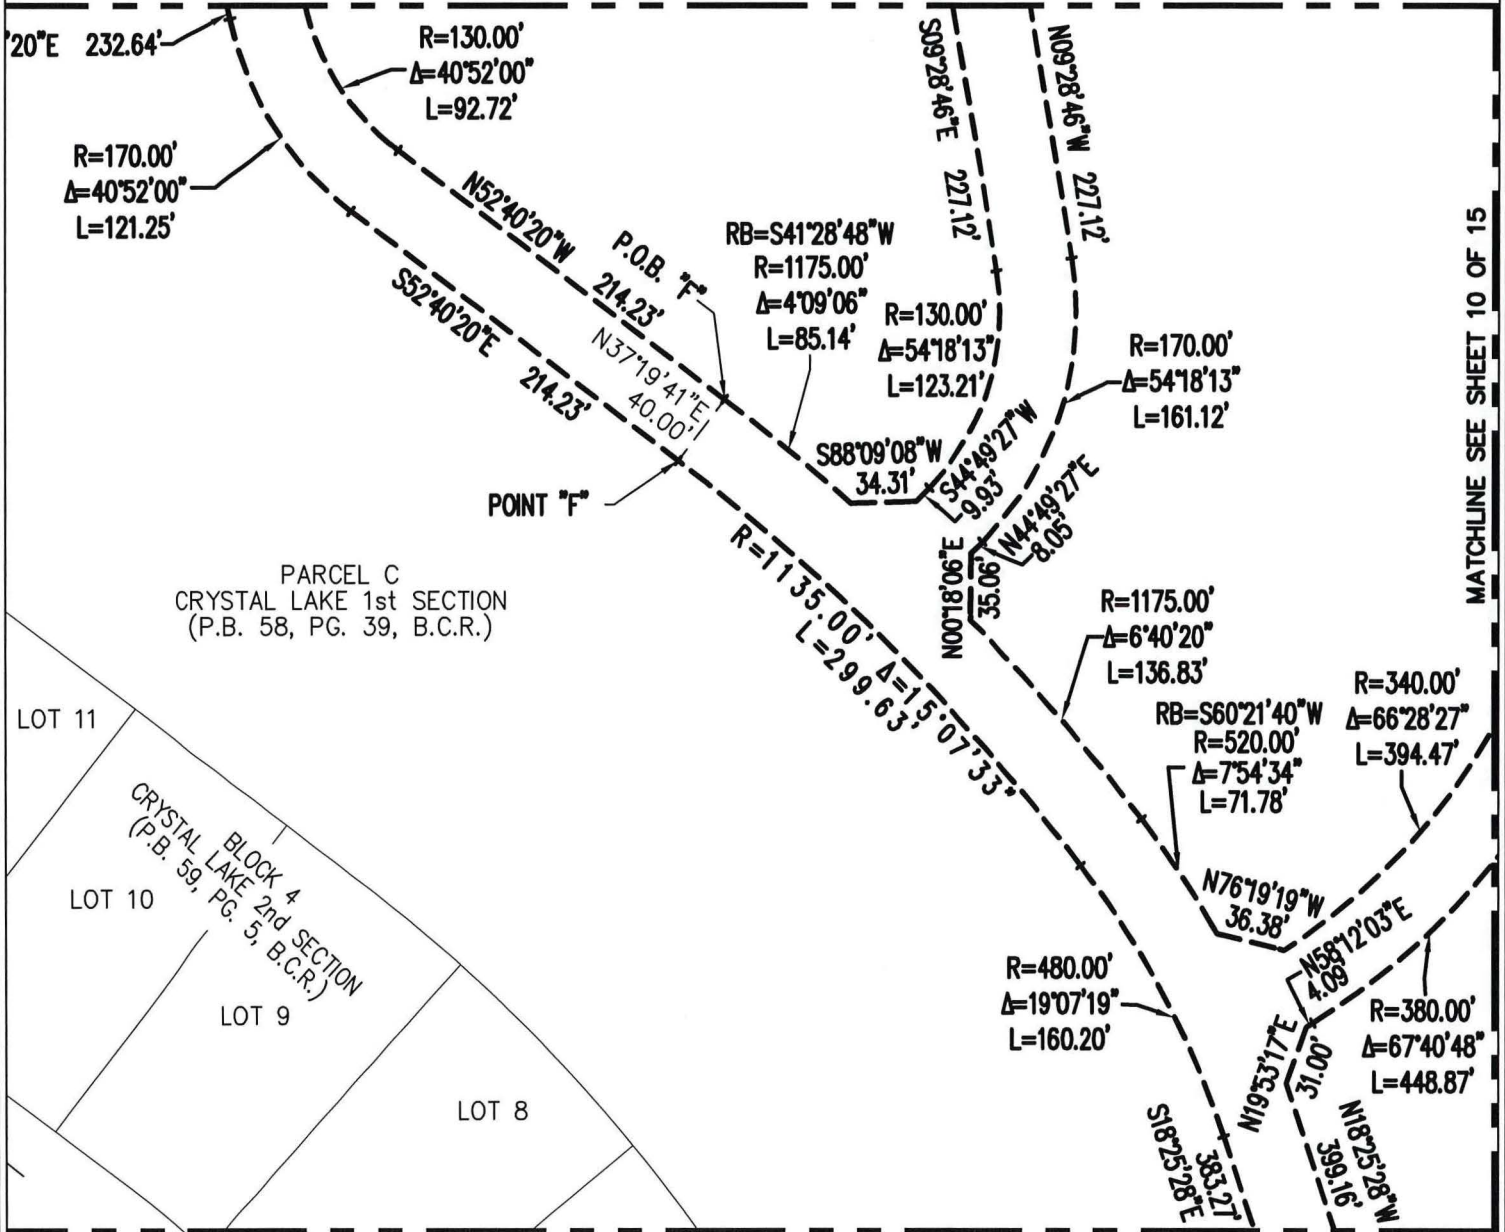 '20"E 232.64'
R=130.00'
Δ=40°52'00"
L=92.72'
R=170.00'
Δ=40°52'00"
L=121.25'
N52°40'20"W
214.23'
P.O.B. "F"
S52°40'20"E
214.23'
N37°19'41"E
40.00'
POINT "F"
RB=S41°28'48"W
R=1175.00'
Δ=4°09'06"
L=85.14'
S09°28'46"E 227.12'
N09°28'46"W 227.12'
R=130.00'
Δ=54°18'13"
L=123.21'
R=170.00'
Δ=54°18'13"
L=161.12'
S88°09'08"W
34.31'
S44°49'27"W
9.93'
N44°49'27"E
8.05'
N00°18'06"E
35.06'
R=1135.00' Δ=15°07'33"
L=299.63'
R=1175.00'
Δ=6°40'20"
L=136.83'
RB=S60°21'40"W
R=520.00'
Δ=7°54'34"
L=71.78'
R=340.00'
Δ=66°28'27"
L=394.47'
N76°19'19"W
36.38'
N58°12'03"E
4.09'
R=380.00'
Δ=67°40'48"
L=448.87'
N19°53'17"E
31.00'
R=480.00'
Δ=19°07'19"
L=160.20'
S18°25'28"E
383.27'
N18°25'28"W
399.16'
MATCHLINE SEE SHEET 10 OF 15
PARCEL C
CRYSTAL LAKE 1st SECTION
(P.B. 58, PG. 39, B.C.R.)
LOT 11
BLOCK 4
CRYSTAL LAKE 2nd SECTION
(P.B. 59, PG. 5, B.C.R.)
LOT 10
LOT 9
LOT 8